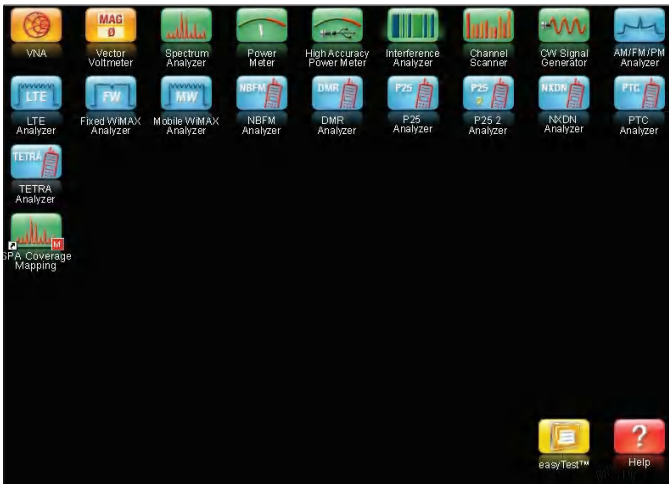 MAG
Ø
VNA
Vector
Voltmeter
Spectrum
Analyzer
Power
Meter
High Accuracy
Power Meter
Interference
Analyzer
Channel
Scanner
CW Signal
Generator
AM/FM/PM
Analyzer
LTE
LTE
Analyzer
FW
Fixed WiMAX
Analyzer
MW
Mobile WiMAX
Analyzer
NBFM
NBFM
Analyzer
DMR
DMR
Analyzer
P25
P25
Analyzer
P25
2
P25 2
Analyzer
NXDN
NXDN
Analyzer
PTC
PTC
Analyzer
TETRA
TETRA
Analyzer
M
SPA Coverage
Mapping
easyTest™
?
Help